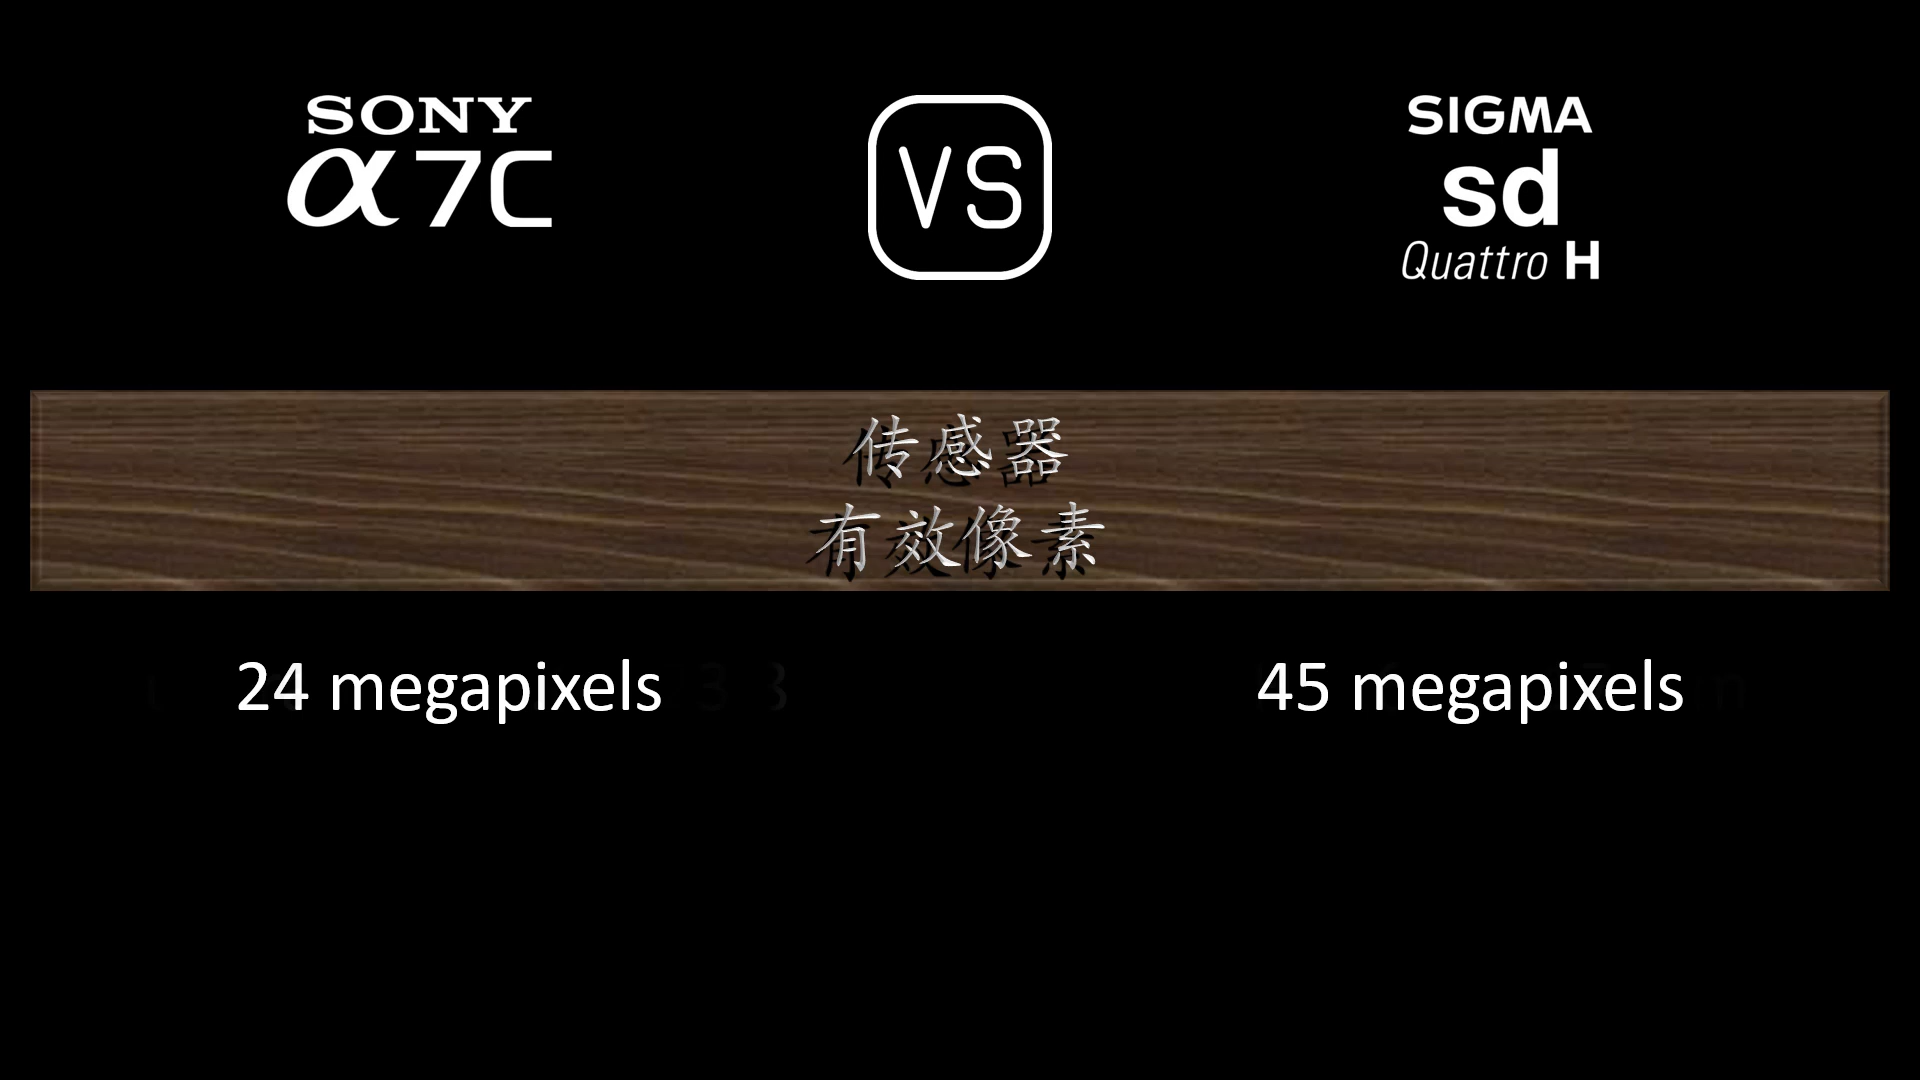 SONY
α7C
VS
SIGMA
sd
Quattro H
传感器
有效像素
24 megapixels
45 megapixels